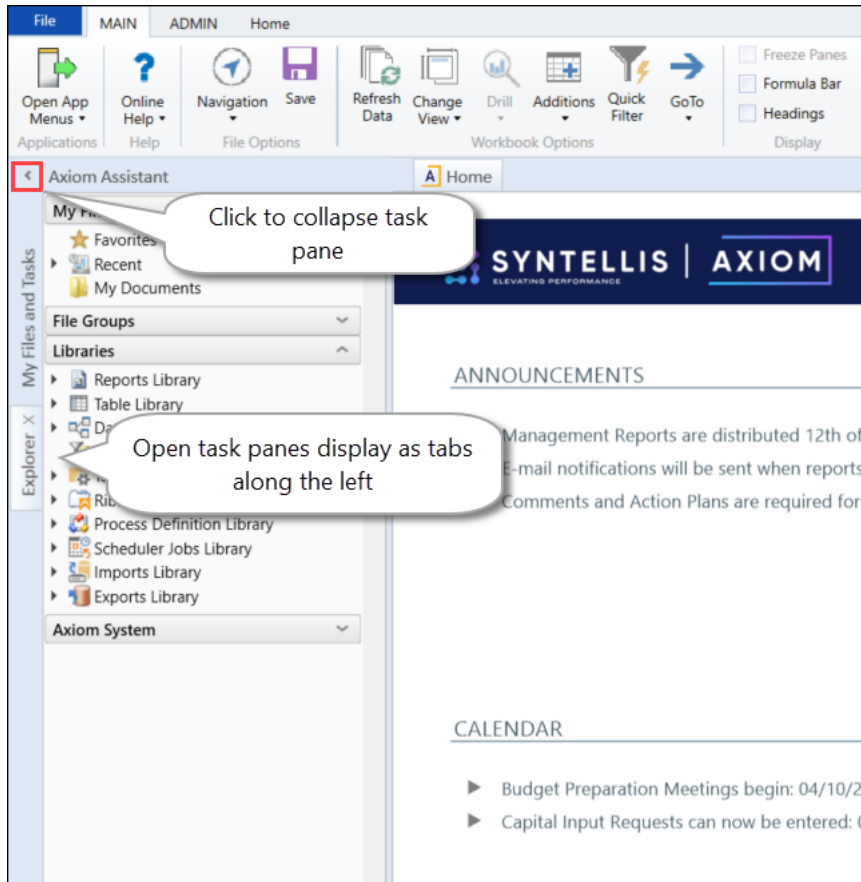 File MAIN ADMIN Home
Open App Menus
Online Help
Navigation
Save
Refresh Data
Change View
Drill
Additions
Quick Filter
GoTo
Freeze Panes
Formula Bar
Headings
Applications
Help
File Options
Workbook Options
Display
Axiom Assistant
Home
Click to collapse task
pane
Favorites
Recent
My Documents
File Groups
Libraries
Reports Library
Table Library
Open task panes display as tabs
along the left
Process Definition Library
Scheduler Jobs Library
Imports Library
Exports Library
Axiom System
My Files and Tasks
Explorer X
SYNTELLIS | AXIOM
ELEVATING PERFORMANCE
ANNOUNCEMENTS
Management Reports are distributed 12th of
E-mail notifications will be sent when reports
Comments and Action Plans are required for
CALENDAR
Budget Preparation Meetings begin: 04/10/2
Capital Input Requests can now be entered: